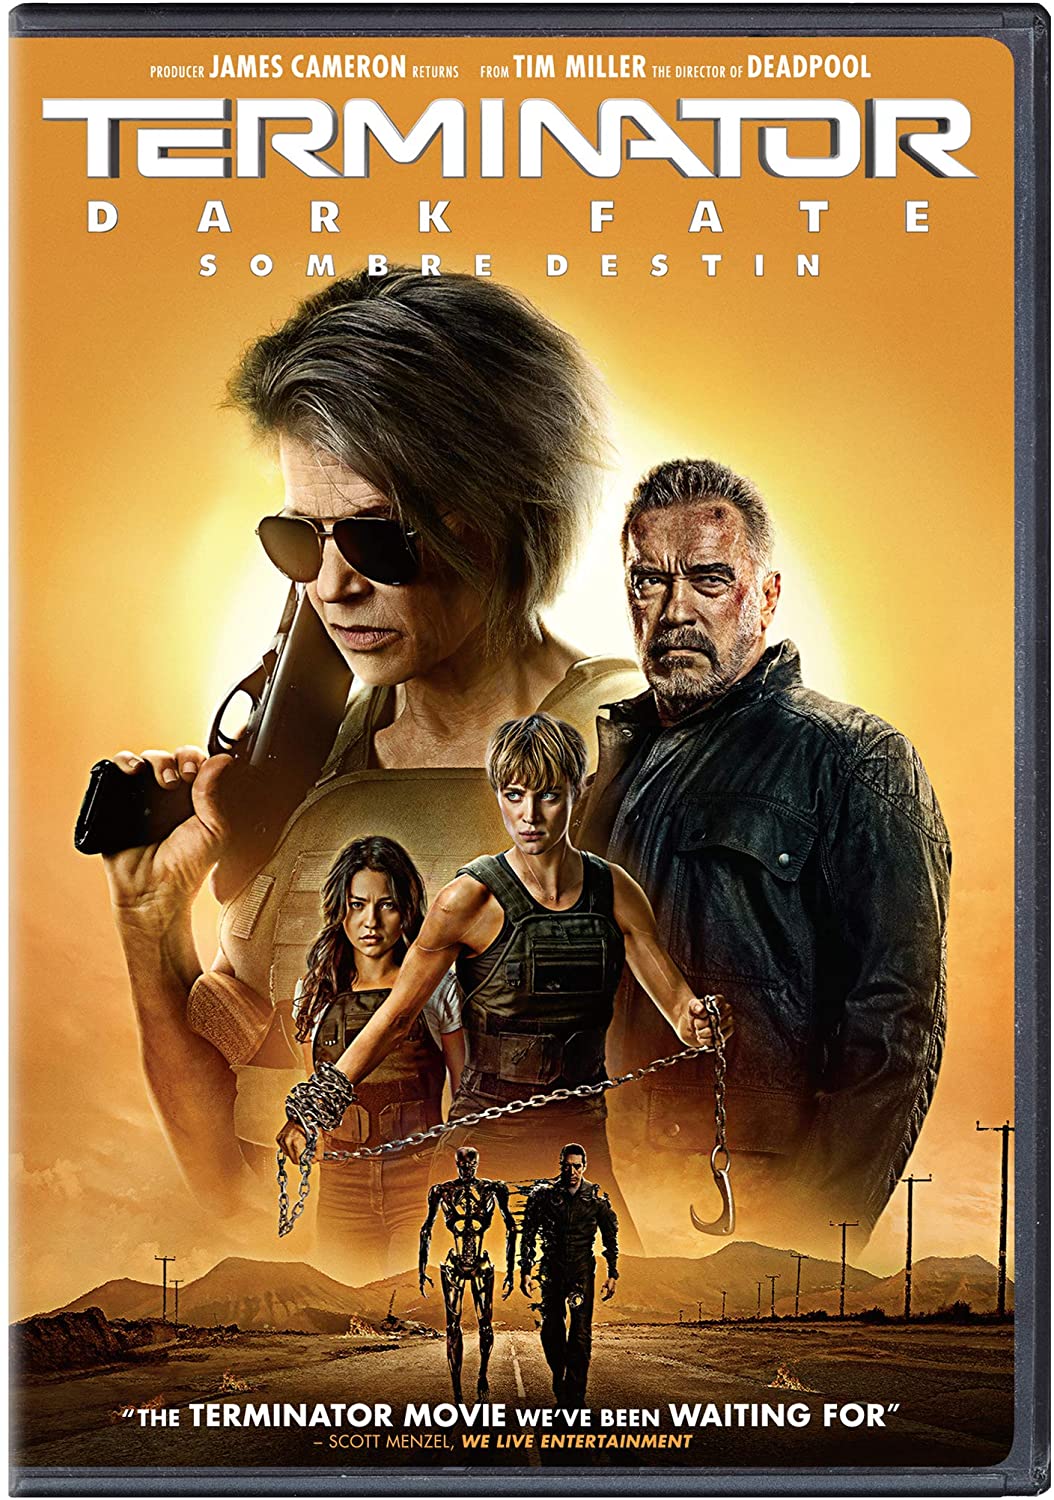 PRODUCER JAMES CAMERON RETURNS FROM TIM MILLER THE DIRECTOR OF DEADPOOL
TERMINATOR
DARK FATE
SOMBRE DESTIN
"THE TERMINATOR MOVIE WE'VE BEEN WAITING FOR"
– SCOTT MENZEL, WE LIVE ENTERTAINMENT